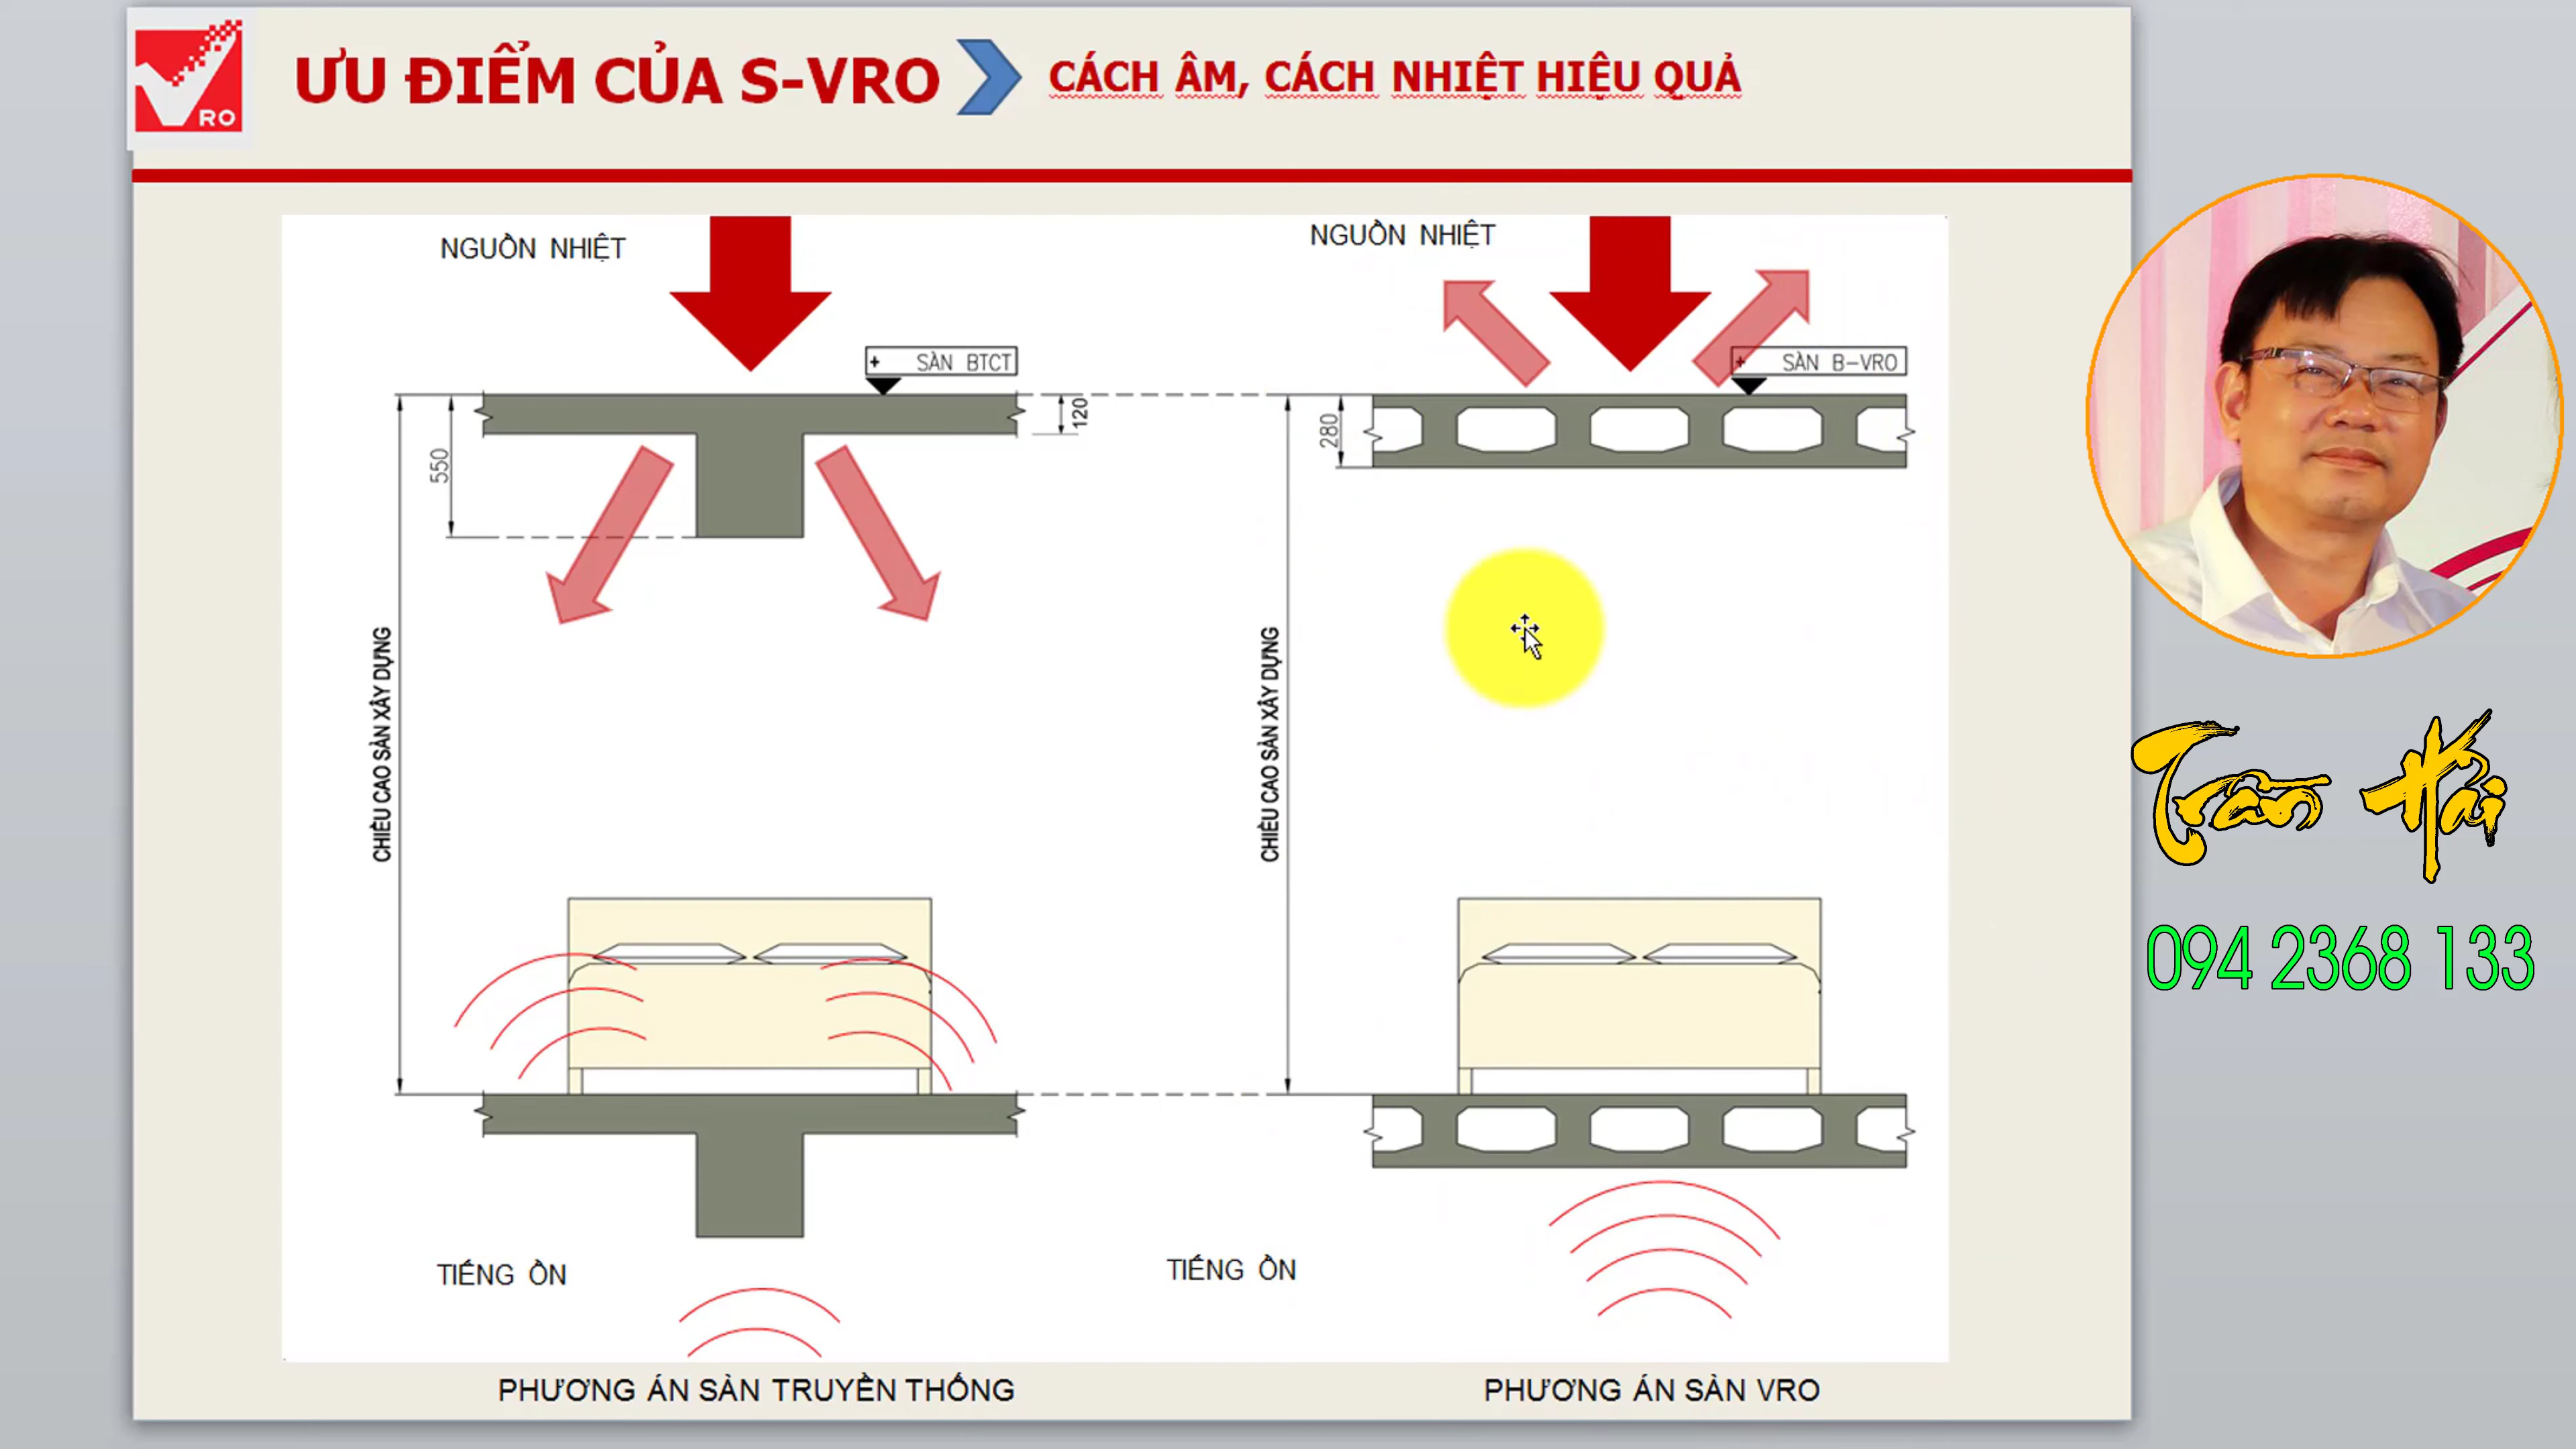 RO
ƯU ĐIỂM CỦA S-VRO
CÁCH ÂM, CÁCH NHIỆT HIỆU QUẢ
NGUỒN NHIỆT
NGUỒN NHIỆT
+ SÀN BTCT
+ SÀN B-VRO
120
280
550
CHIỀU CAO SÀN XÂY DỰNG
CHIỀU CAO SÀN XÂY DỰNG
Trần Hải
094 2368 133
TIẾNG ỒN
TIẾNG ỒN
PHƯƠNG ÁN SÀN TRUYỀN THỐNG
PHƯƠNG ÁN SÀN VRO